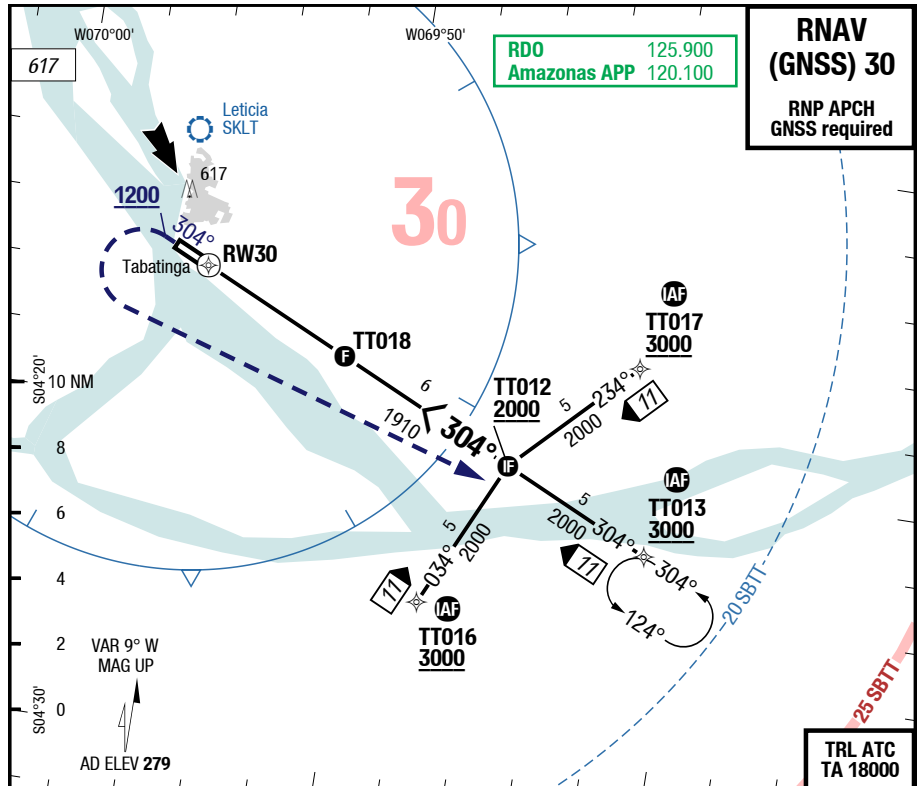 W070°00'
W069°50'
617
RDO 125.900
Amazonas APP 120.100
RNAV
(GNSS) 30
RNP APCH
GNSS required
Leticia
SKLT
617
1200
304°
30
Tabatinga
RW30
IAF
TT017
3000
TT018
F
S04°20'
10 NM
6
TT012
2000
5
234°
2000
11
1910
304°
IF
8
IAF
TT013
3000
5
2000
304°
11
6
5
2000
034°
11
304°
124°
4
IAF
TT016
3000
20 SBTT
2
VAR 9° W
MAG UP
25 SBTT
S04°30'
0
AD ELEV 279
TRL ATC
TA 18000